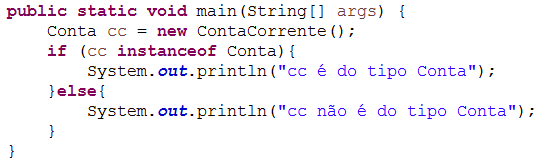 public static void main(String[] args) {
    Conta cc = new ContaCorrente();
    if (cc instanceof Conta){
        System.out.println("cc é do tipo Conta");
    }else{
        System.out.println("cc não é do tipo Conta");
    }
}